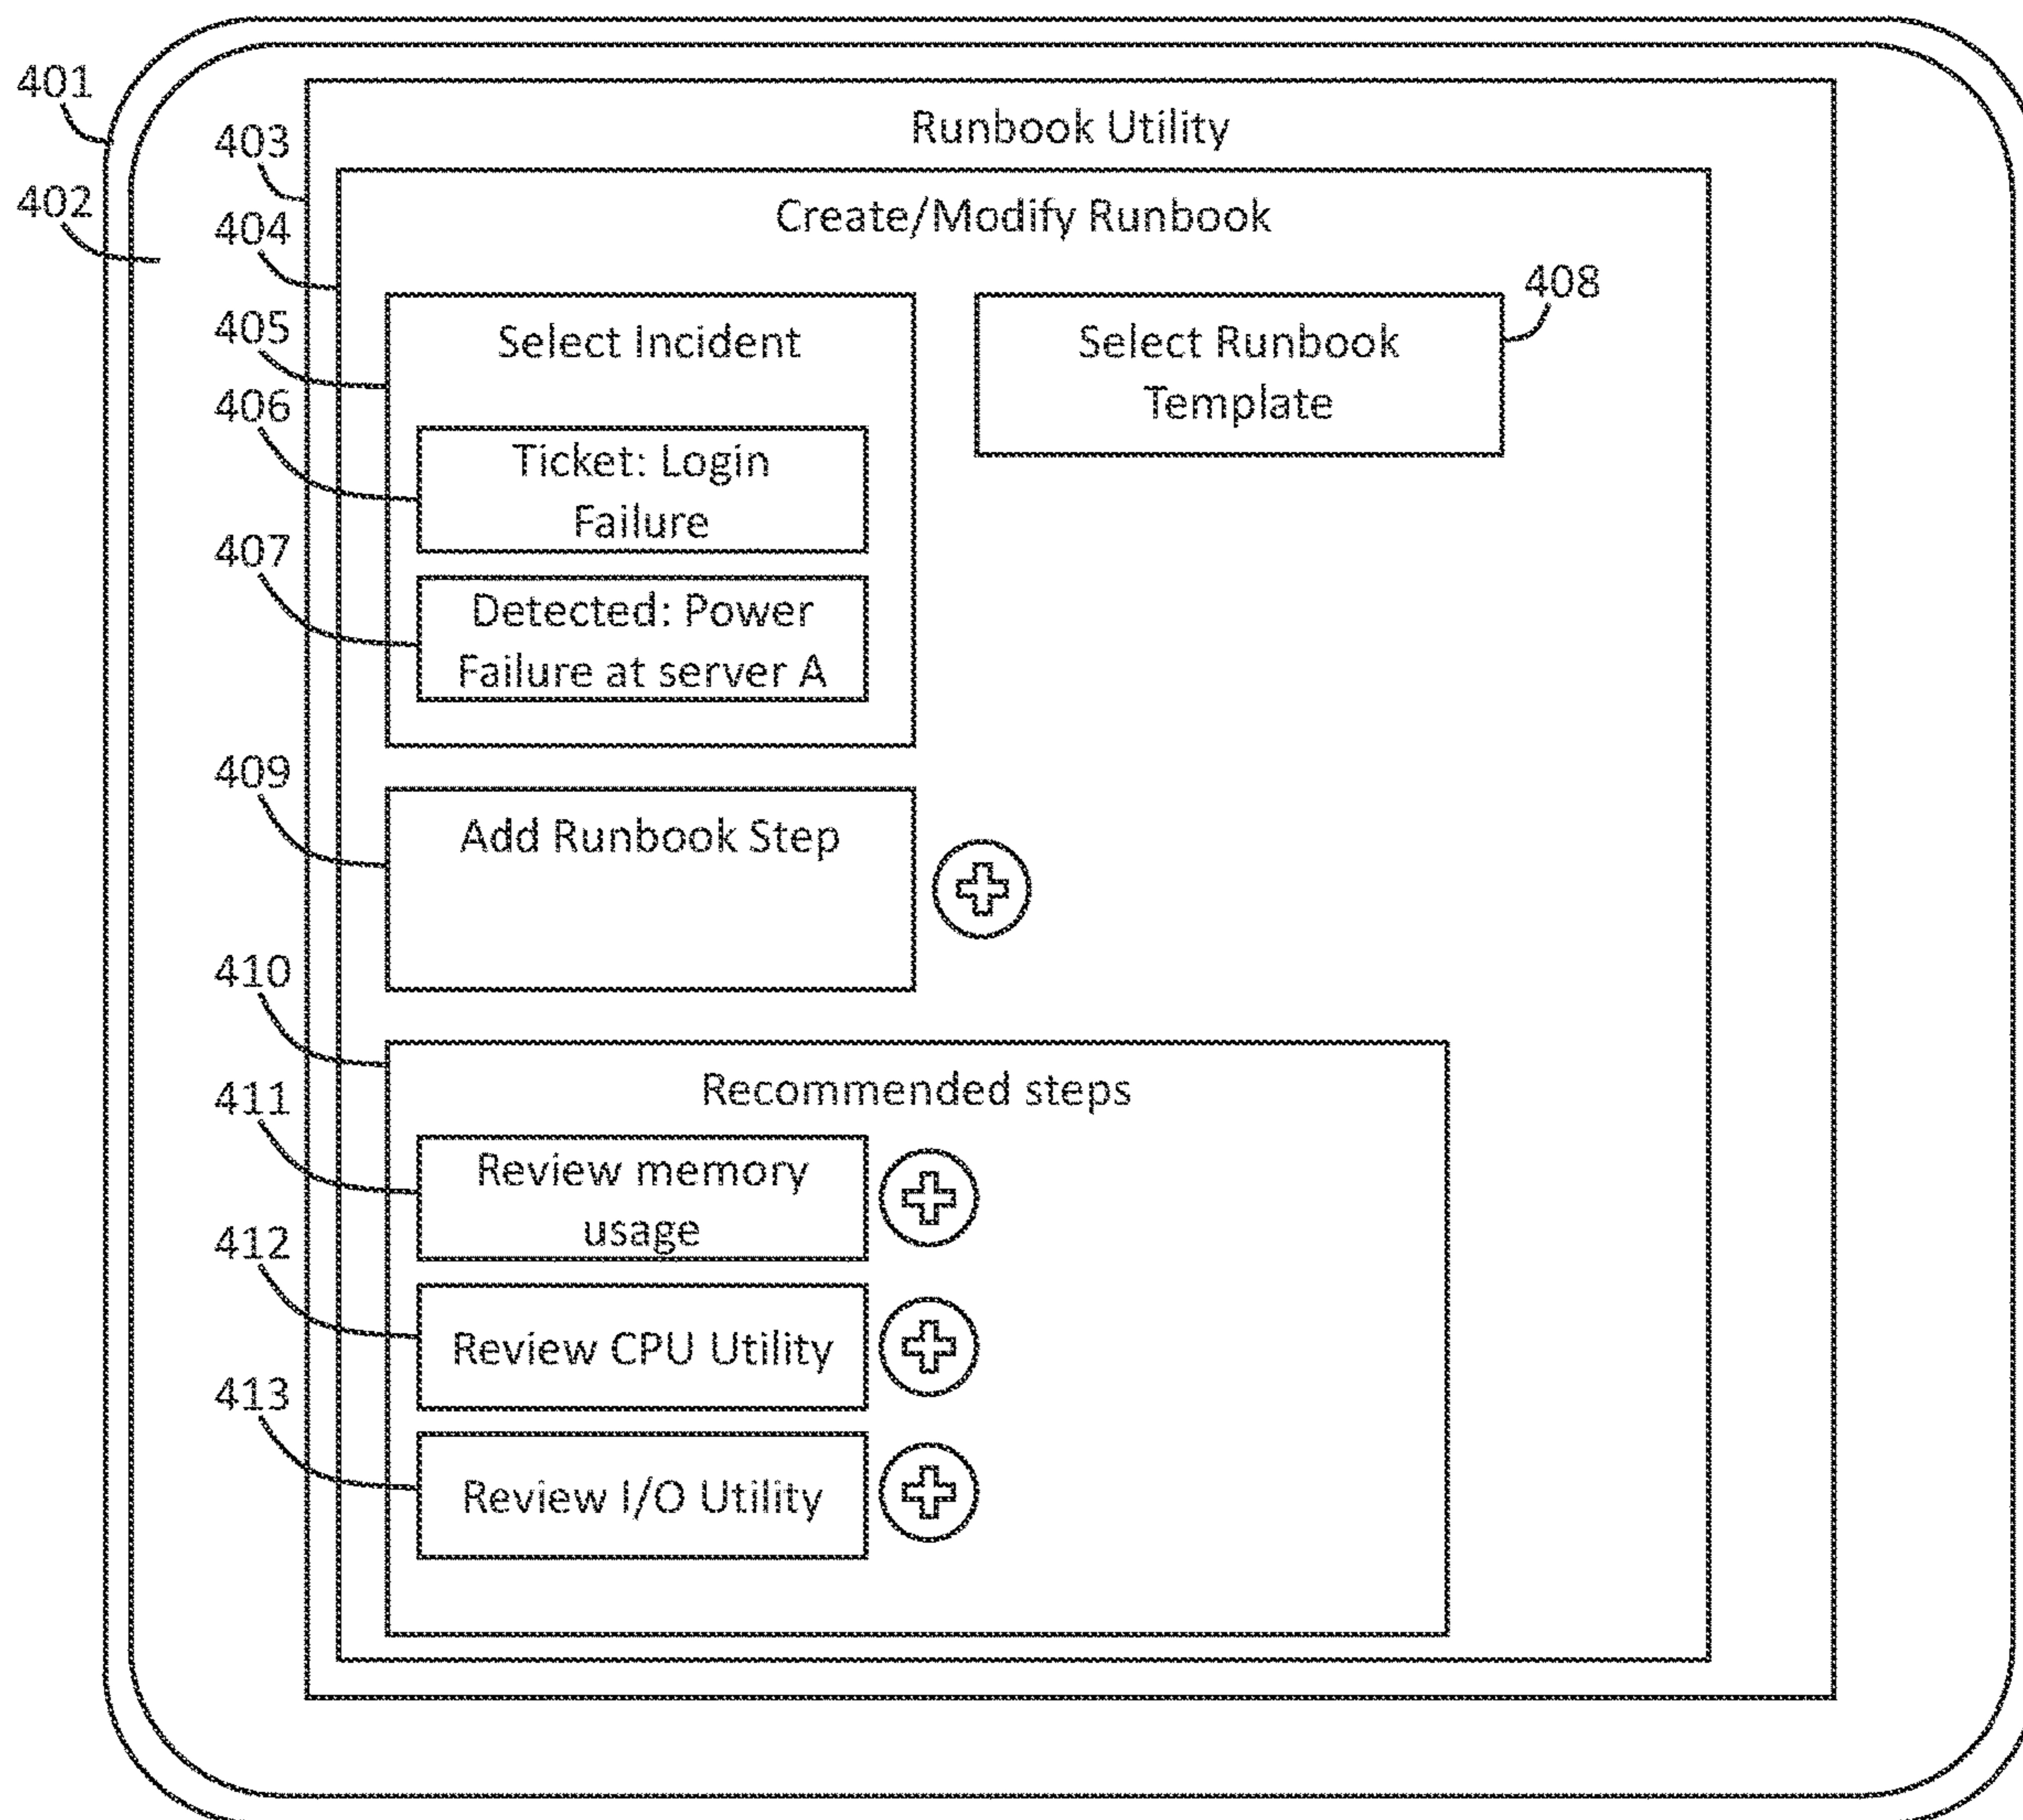 401
Runbook Utility
403
402
Create/Modify Runbook
404
408
Select Incident
Select Runbook
Template
405
406
Ticket: Login
Failure
407
Detected: Power
Failure at server A
409
Add Runbook Step
410
Recommended steps
411
Review memory
usage
412
Review CPU Utility
413
Review I/O Utility